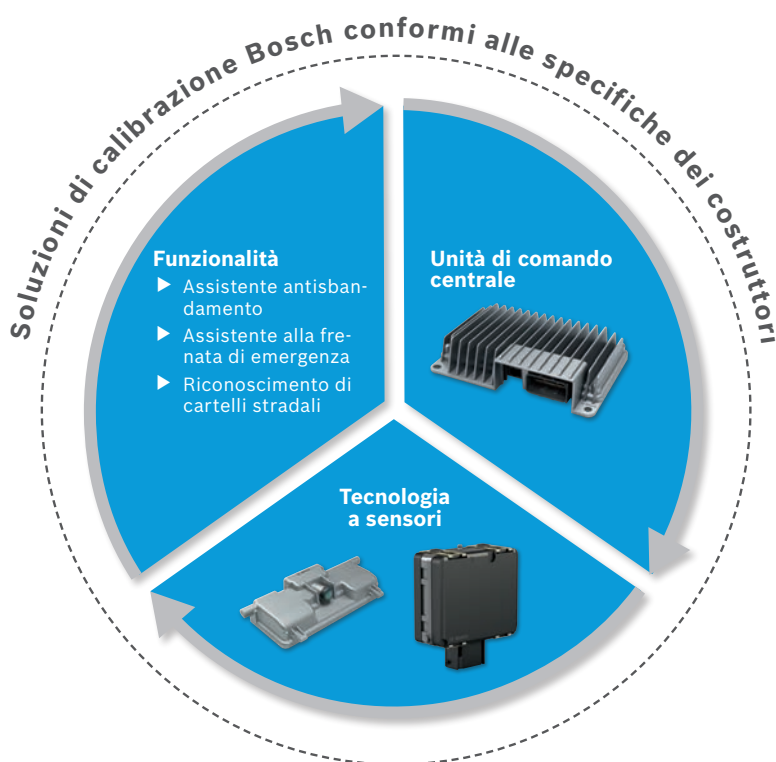 Soluzioni di calibrazione Bosch conformi alle specifiche dei costruttori
Funzionalità
▶ Assistente antisban-
damento
▶ Assistente alla fre-
nata di emergenza
▶ Riconoscimento di
cartelli stradali
Unità di comando
centrale
Tecnologia
a sensori